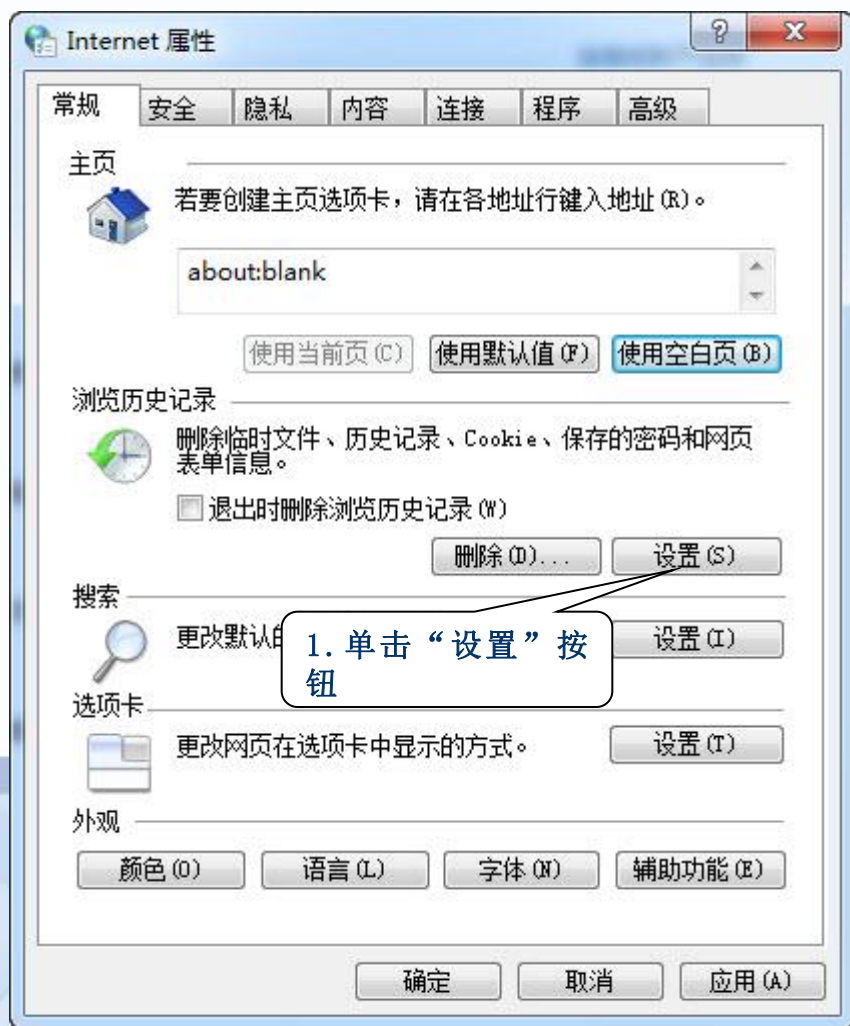 Internet 属性
常规 安全 隐私 内容 连接 程序 高级
主页
若要创建主页选项卡，请在各地址行键入地址(R)。
about:blank
使用当前页(C) 使用默认值(F) 使用空白页(B)
浏览历史记录
删除临时文件、历史记录、Cookie、保存的密码和网页
表单信息。
退出时删除浏览历史记录(W)
删除(D)... 设置(S)
搜索
更改默认 设置(I)
1.单击“设置”按
钮
选项卡
更改网页在选项卡中显示的方式。 设置(T)
外观
颜色(O) 语言(L) 字体(N) 辅助功能(E)
确定 取消 应用(A)